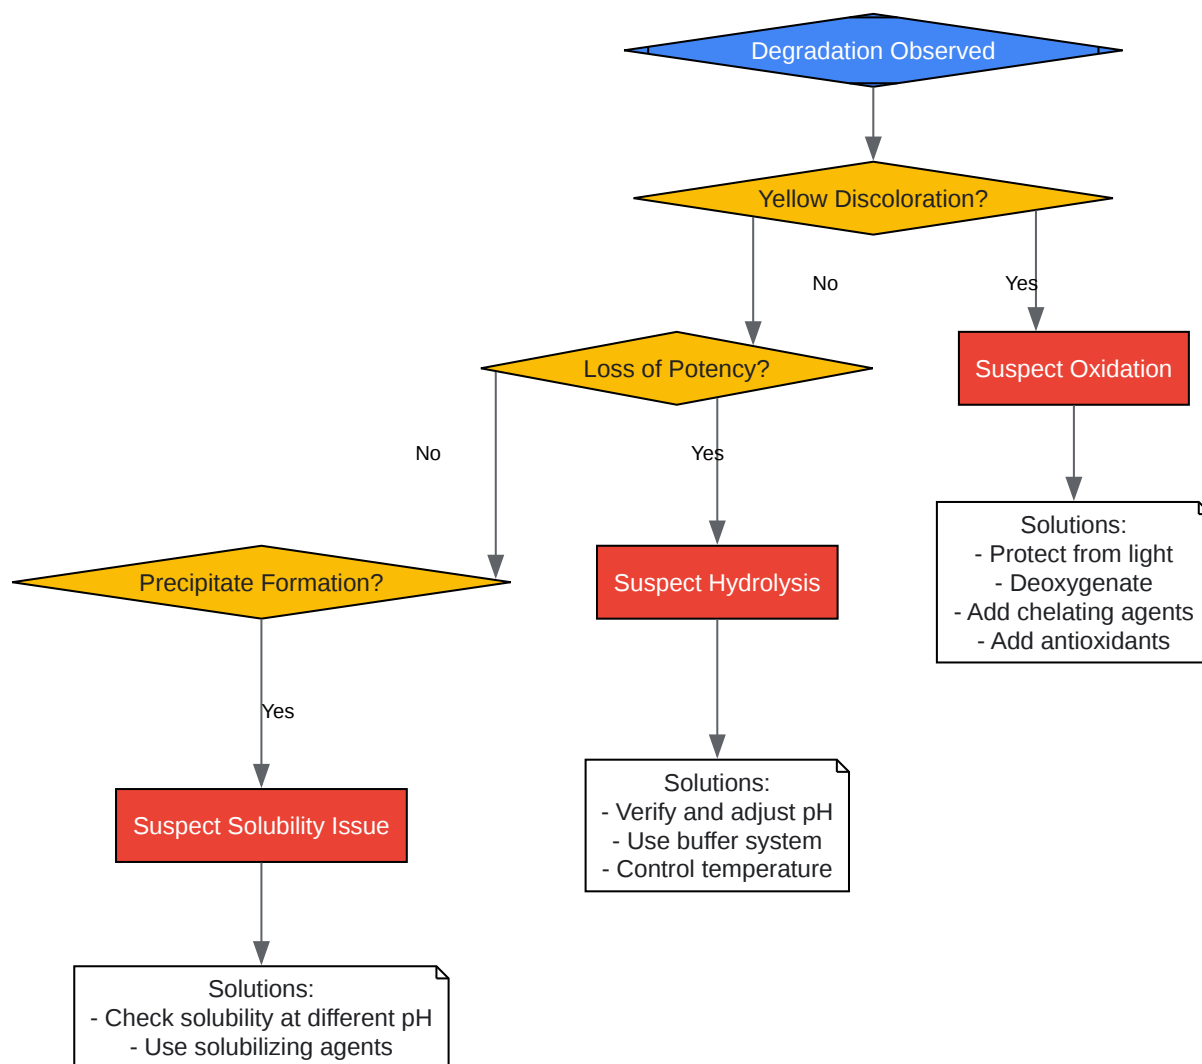 Degradation Observed
Yellow Discoloration?
No
Yes
Loss of Potency?
Suspect Oxidation
No
Yes
Solutions:
- Protect from light
- Deoxygenate
- Add chelating agents
- Add antioxidants
Precipitate Formation?
Suspect Hydrolysis
Yes
Solutions:
- Verify and adjust pH
- Use buffer system
- Control temperature
Suspect Solubility Issue
Solutions:
- Check solubility at different pH
- Use solubilizing agents